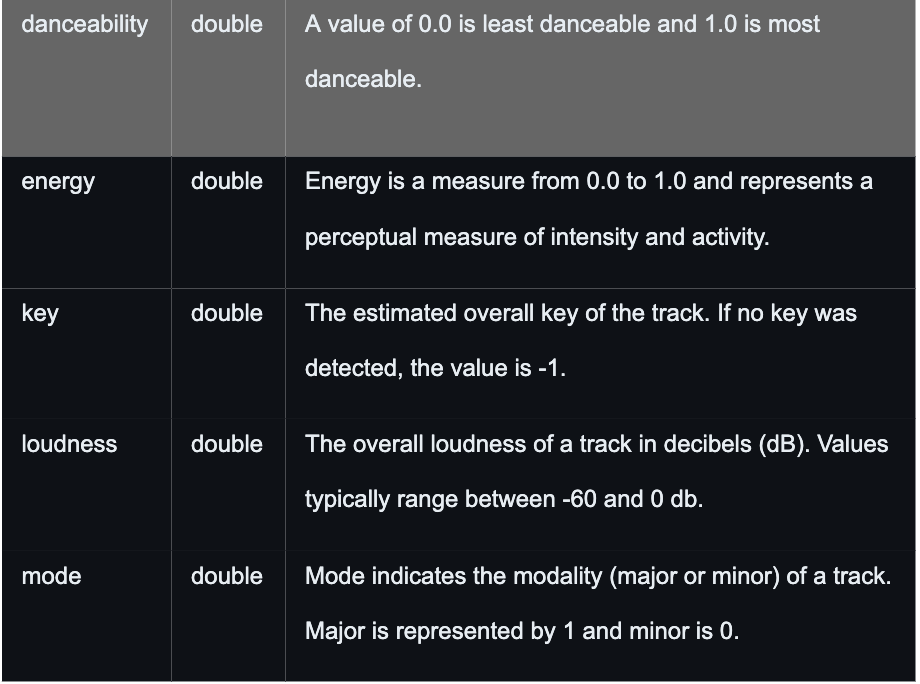 danceability double A value of 0.0 is least danceable and 1.0 is most
danceable.
energy double Energy is a measure from 0.0 to 1.0 and represents a
perceptual measure of intensity and activity.
key double The estimated overall key of the track. If no key was
detected, the value is -1.
loudness double The overall loudness of a track in decibels (dB). Values
typically range between -60 and 0 db.
mode double Mode indicates the modality (major or minor) of a track.
Major is represented by 1 and minor is 0.